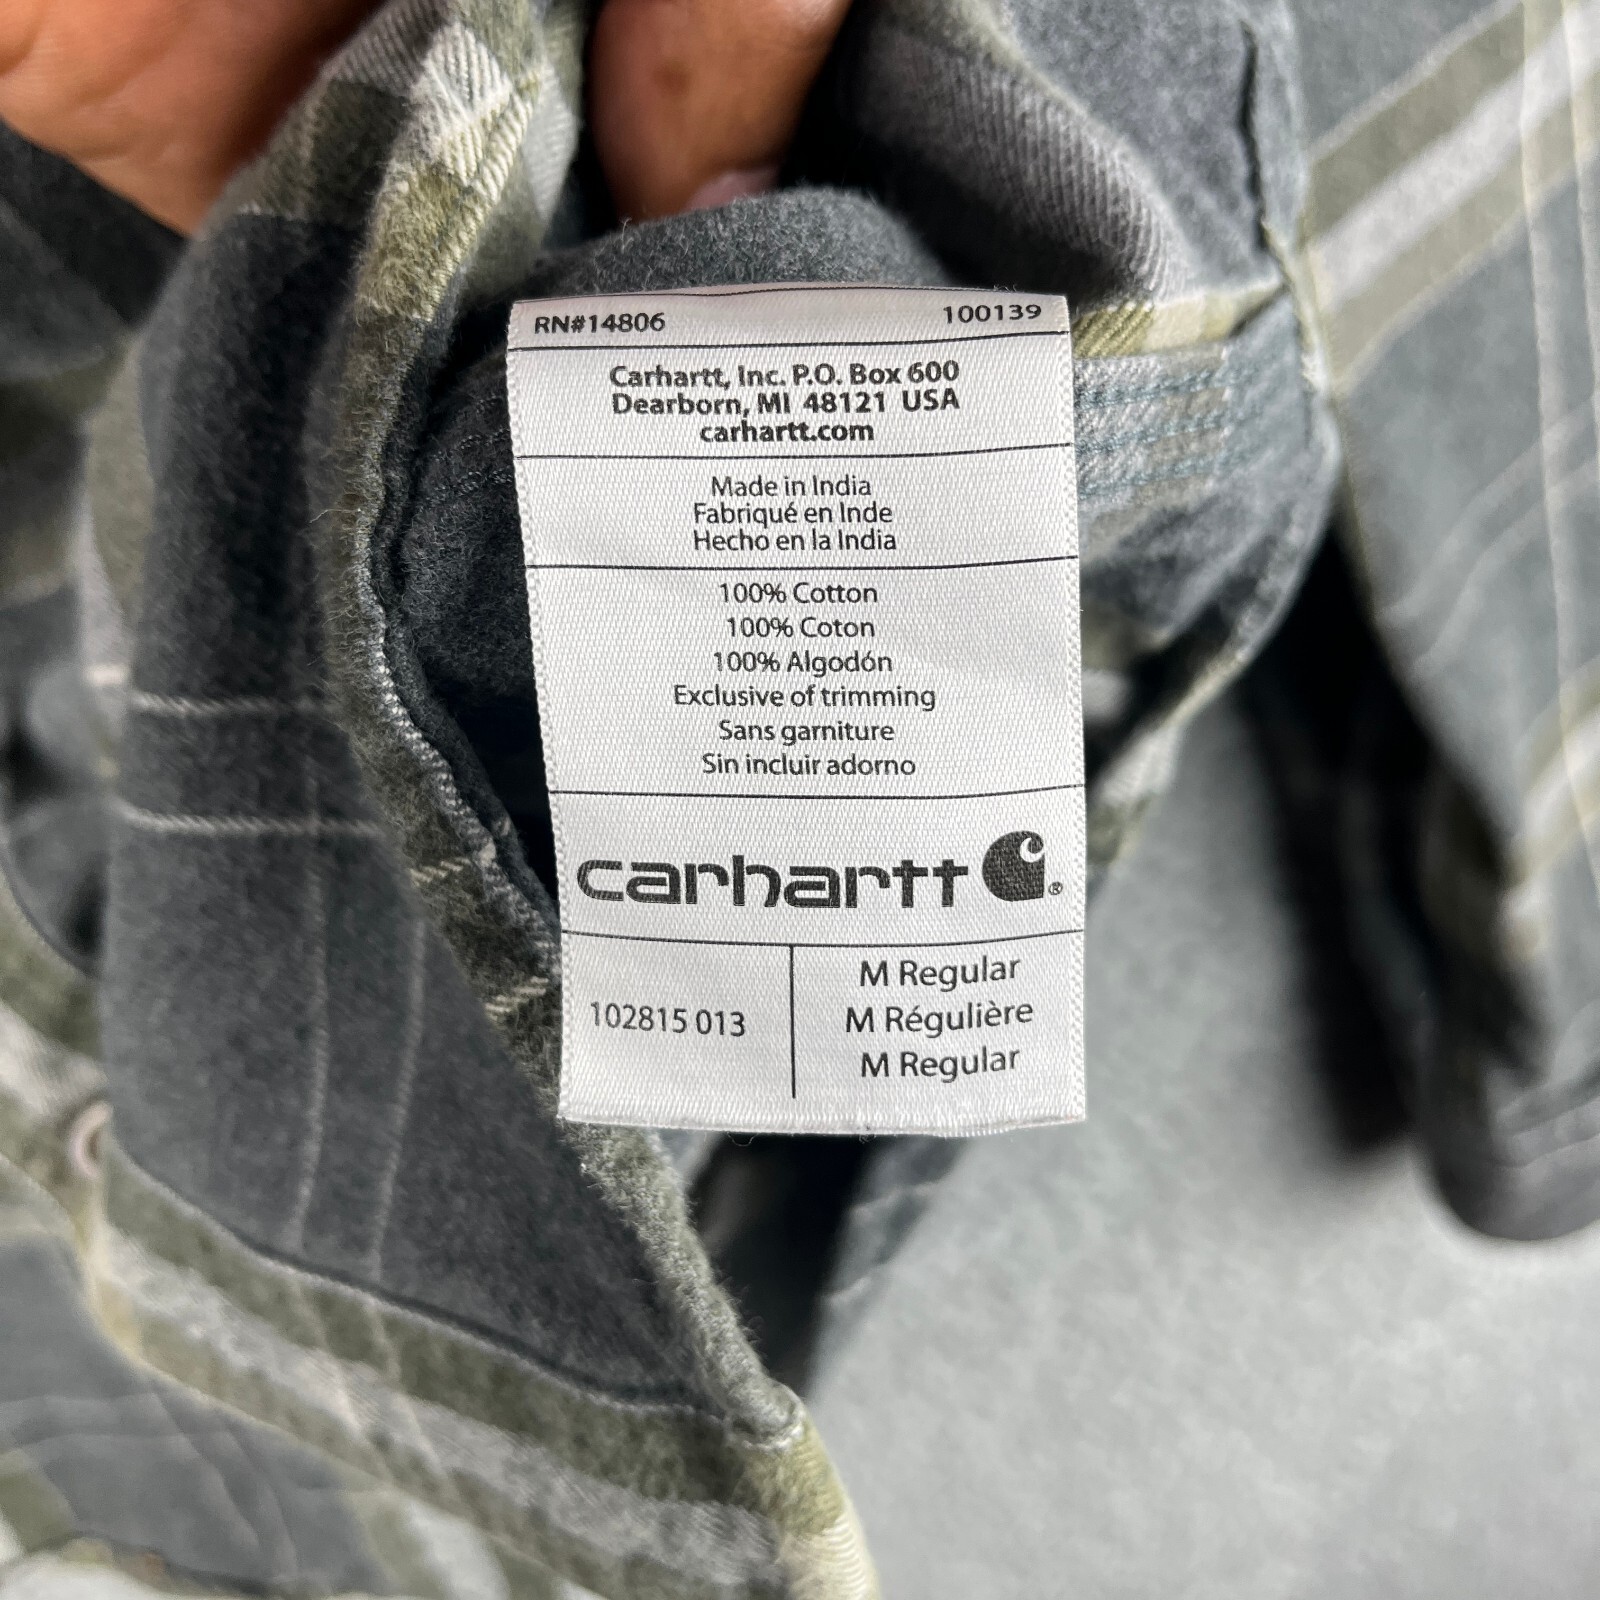 RN#14806 100139
Carhartt, Inc. P.O. Box 600
Dearborn, MI 48121 USA
carhartt.com
Made in India
Fabriqué en Inde
Hecho en la India
100% Cotton
100% Coton
100% Algodón
Exclusive of trimming
Sans garniture
Sin incluir adorno
carhartt ®
102815 013
M Regular
M Régulière
M Regular